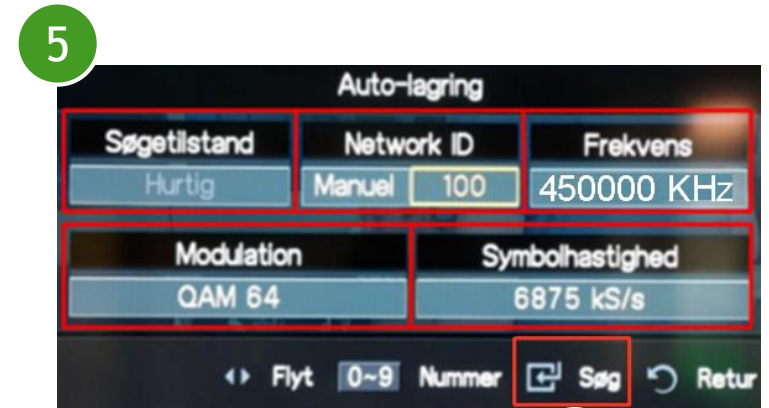 5
Auto-lagring
Søgetilstand Network ID Frekvens
Hurtig Manuel 100 450000 KHz
Modulation Symbolhastighed
QAM 64 6875 kS/s
Flyt 0~9 Nummer Søg Retur